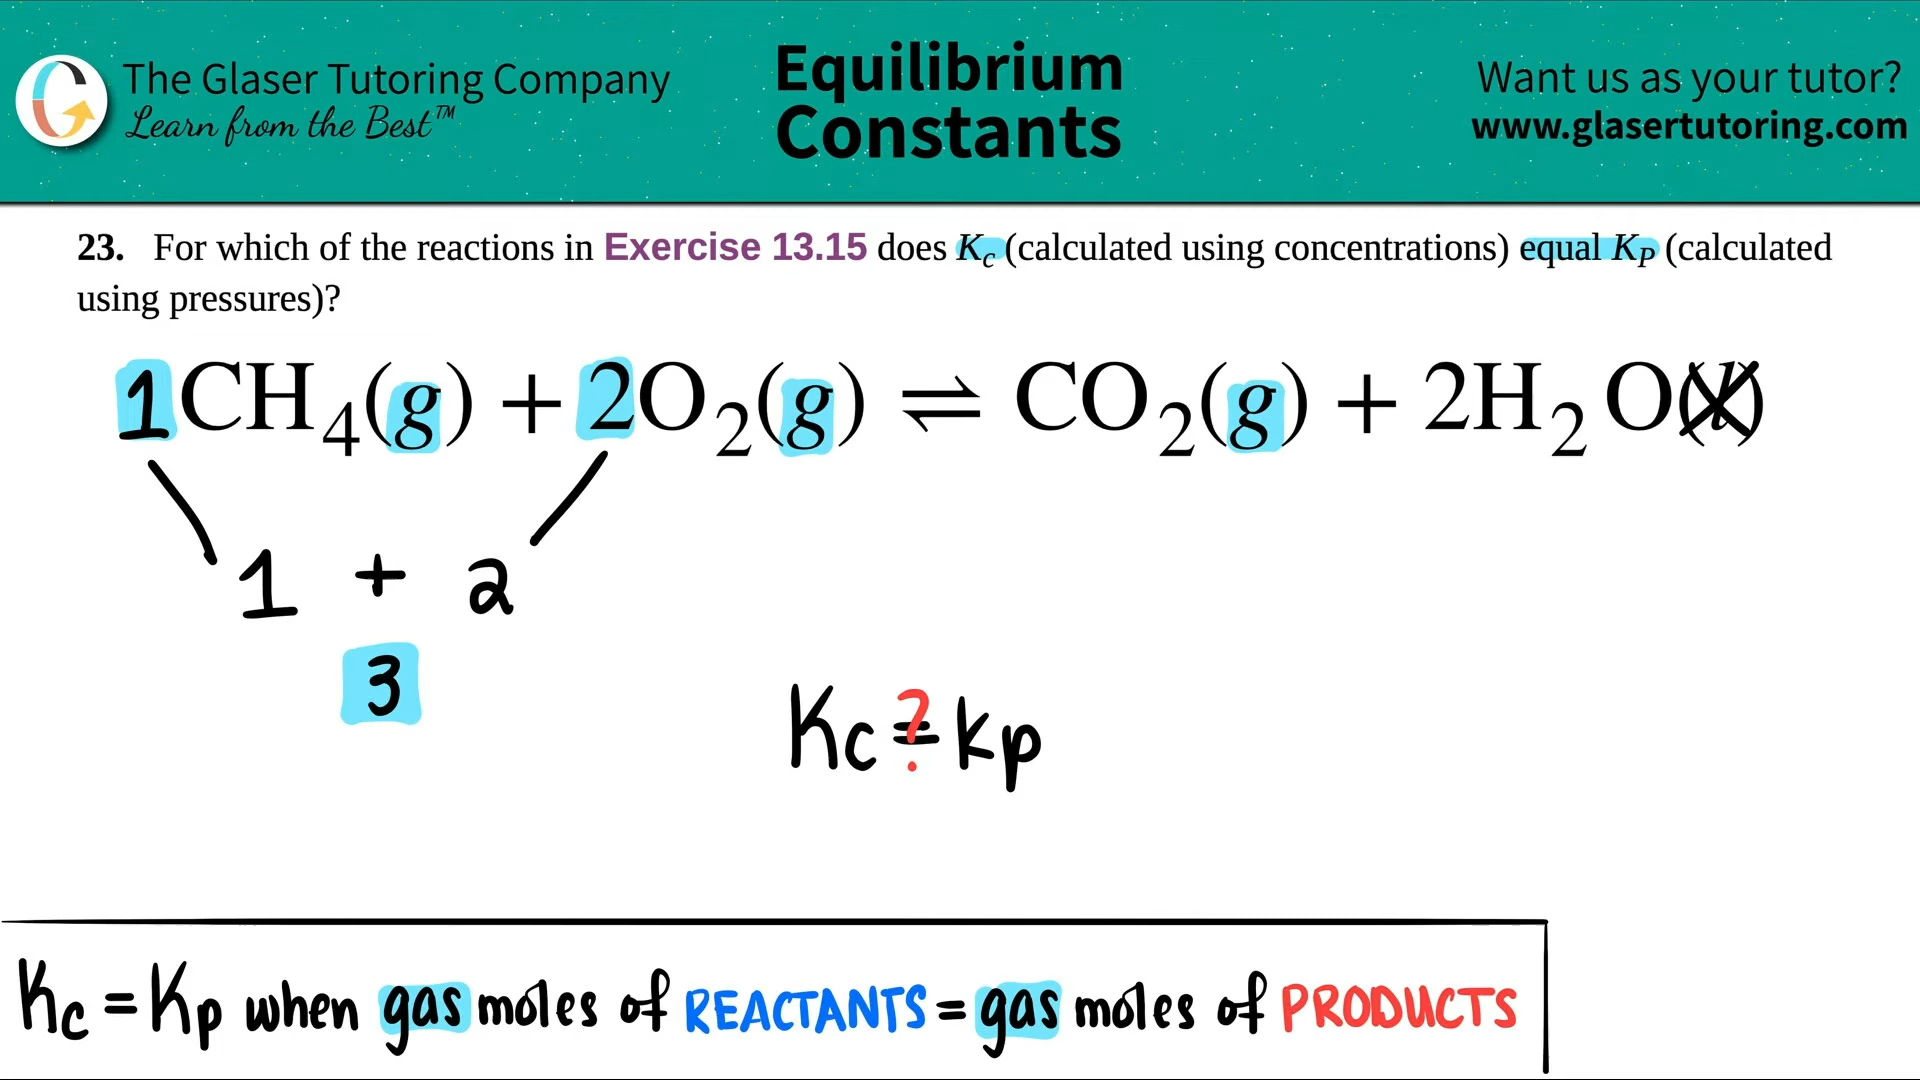 The Glaser Tutoring Company
Learn from the Best™
Equilibrium
Constants
Want us as your tutor?
www.glasertutoring.com
23. For which of the reactions in Exercise 13.15 does Kc (calculated using concentrations) equal KP (calculated
using pressures)?
1CH₄(g) + 2O₂(g) ⇌ CO₂(g) + 2H₂O(l)
1 + 2
3
Kc =? Kp
Kc = Kp when gas moles of REACTANTS = gas moles of PRODUCTS